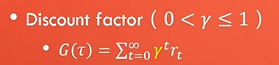 • Discount factor ( 0 < γ ≤ 1 )
• G(τ) = ∑_{t=0}^{∞} γ^t r_t